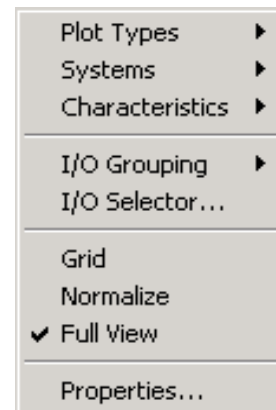 Plot Types
Systems
Characteristics
I/O Grouping
I/O Selector...
Grid
Normalize
Full View
Properties...